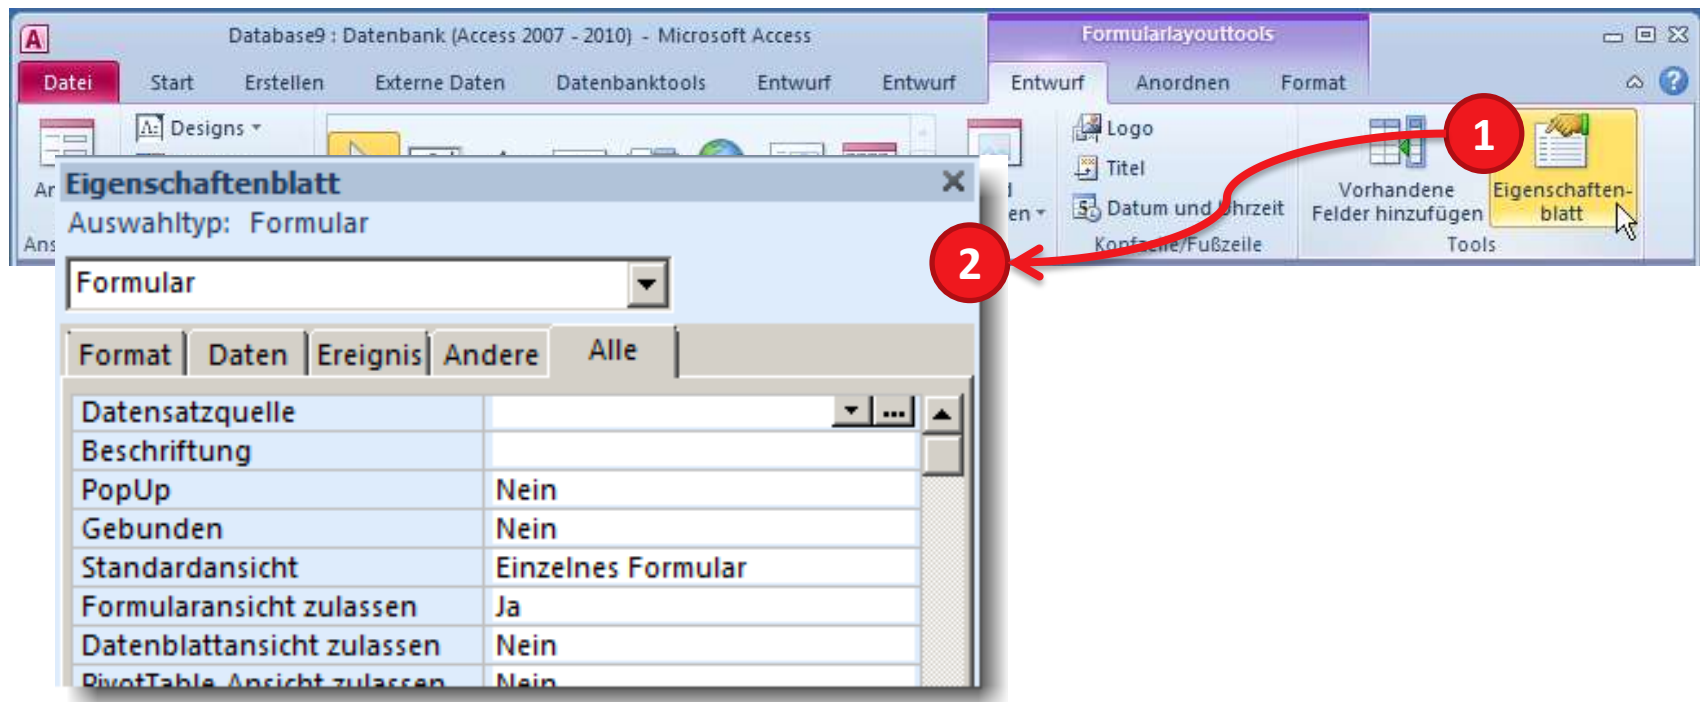 Database9 : Datenbank (Access 2007 - 2010) - Microsoft Access
Formularlayouttools
Datei Start Erstellen Externe Daten Datenbanktools Entwurf Entwurf Entwurf Anordnen Format
Designs
Logo
Titel
Datum und Uhrzeit
Kopfzeile/Fußzeile
Vorhandene
Felder hinzufügen
Eigenschaften-
blatt
Tools
1
2
Eigenschaftenblatt
Auswahltyp: Formular
Formular
Format Daten Ereignis Andere Alle
Datensatzquelle
Beschriftung
PopUp Nein
Gebunden Nein
Standardansicht Einzelnes Formular
Formularansicht zulassen Ja
Datenblattansicht zulassen Nein
PivotTable-Ansicht zulassen Nein